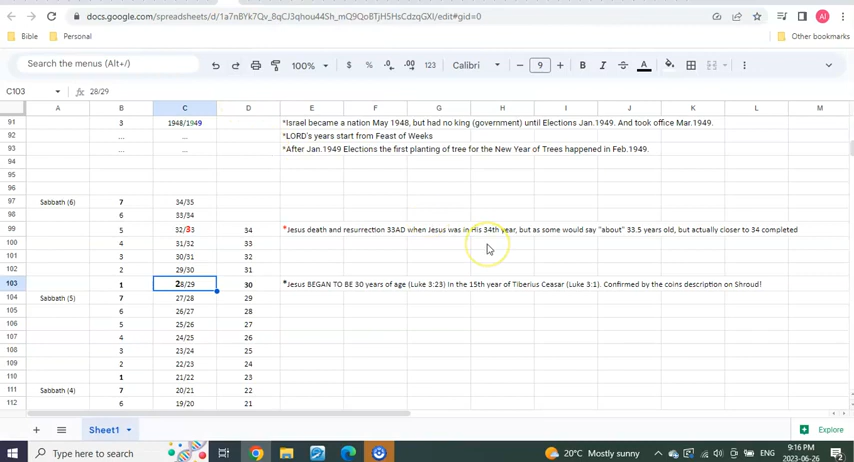 docs.google.com/spreadsheets/d/1a7nBYk7Qv_8qCJ3qhou44Sh_mQ9oBTjH5HsCdzqGXI/edit#gid=0
Bible Personal Other bookmarks
Search the menus (Alt+/) 100% $ % .0 .00 123 Calibri 9 B I S A
C103 28/29
A B C D E F G H I J K L M
91 3 1948/1949 *Israel became a nation May 1948, but had no king (government) until Elections Jan.1949. And took office Mar.1949.
92 ... ... *LORD's years start from Feast of Weeks
93 ... ... *After Jan.1949 Elections the first planting of tree for the New Year of Trees happened in Feb.1949.
94
95
96
97 Sabbath (6) 7 34/35
98 6 33/34
99 5 32/33 34 *Jesus death and resurrection 33AD when Jesus was in His 34th year, but as some would say "about" 33.5 years old, but actually closer to 34 completed
100 4 31/32 33
101 3 30/31 32
102 2 29/30 31
103 1 28/29 30 *Jesus BEGAN TO BE 30 years of age (Luke 3:23) In the 15th year of Tiberius Ceasar (Luke 3:1). Confirmed by the coins description on Shroud!
104 Sabbath (5) 7 27/28 29
105 6 26/27 28
106 5 25/26 27
107 4 24/25 26
108 3 23/24 25
109 2 22/23 24
110 1 21/22 23
111 Sabbath (4) 7 20/21 22
112 6 19/20 21
Sheet1 Explore
Type here to search 20°C Mostly sunny ENG 9:16 PM
2023-06-26